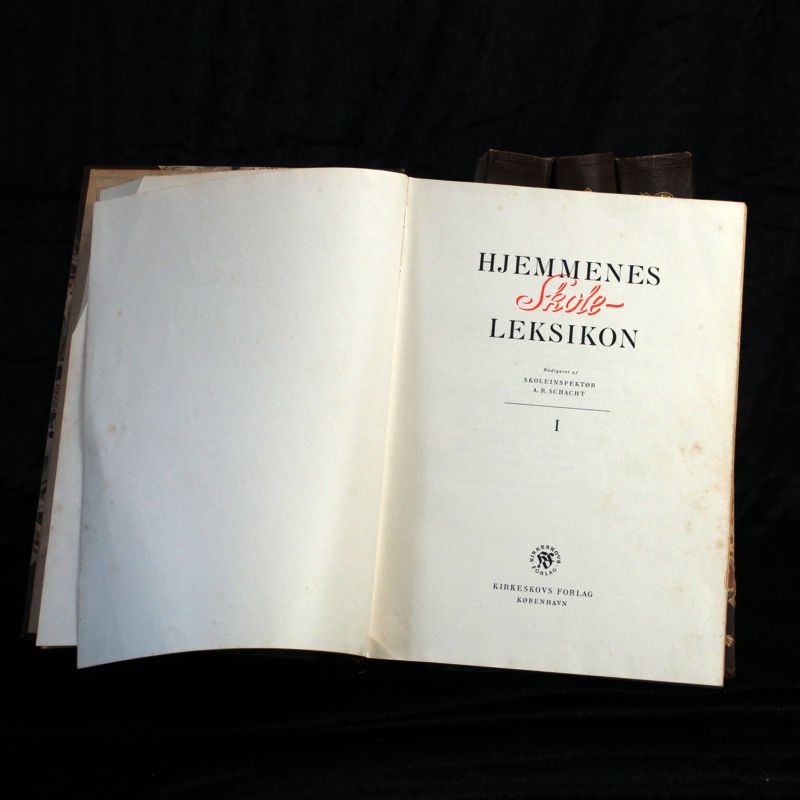 HJEMMENES
Skole-
LEKSIKON
Redigeret af
SKOLEINSPEKTØR
A. R. SCHACHT
I
KIRKESKOVS
FORLAG
KIRKESKOVS FORLAG
KØBENHAVN